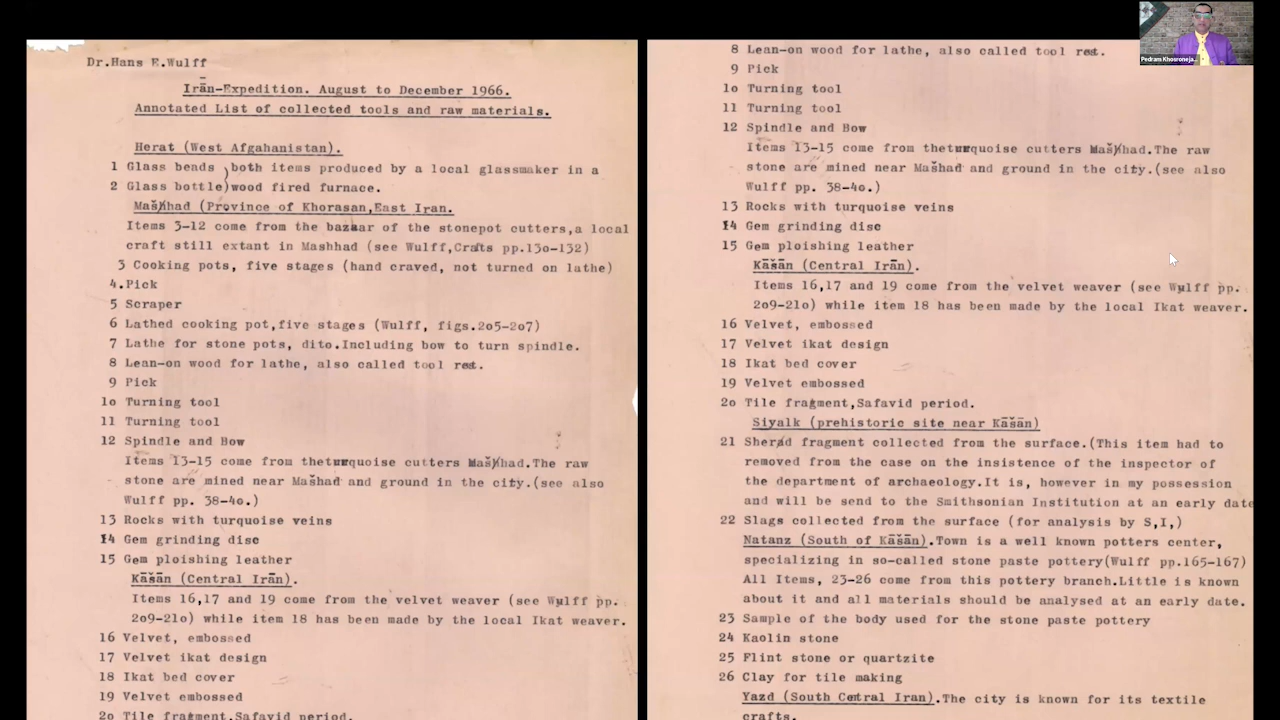 Dr.Hans E.Wulff
Irān-Expedition. August to December 1966.
Annotated List of collected tools and raw materials.
Herat (West Afgahanistan).
1 Glass beads )both items produced by a local glassmaker in a
2 Glass bottle)wood fired furnace.
Mašhad (Province of Khorasan,East Iran.
Items 3-12 come from the bazaar of the stonepot cutters,a local
craft still extant in Mashhad (see Wulff,Crafts pp.13o-132)
3 Cooking pots, five stages (hand craved, not turned on lathe)
4.Pick
5 Scraper
6 Lathed cooking pot,five stages (Wulff, figs.2o5-2o7)
7 Lathe for stone pots, dito.Including bow to turn spindle.
8 Lean-on wood for lathe, also called tool rest.
9 Pick
1o Turning tool
11 Turning tool
12 Spindle and Bow
Items 13-15 come from theturquoise cutters Mašhad.The raw
stone are mined near Mašhad and ground in the city.(see also
Wulff pp. 38-4o.)
13 Rocks with turquoise veins
14 Gem grinding disc
15 Gem ploishing leather
Kāšān (Central Irān).
Items 16,17 and 19 come from the velvet weaver (see Wulff pp.
2o9-21o) while item 18 has been made by the local Ikat weaver.
16 Velvet, embossed
17 Velvet ikat design
18 Ikat bed cover
19 Velvet embossed
2o Tile fragment,Safavid period.
8 Lean-on wood for lathe, also called tool rest.
9 Pick
1o Turning tool
11 Turning tool
12 Spindle and Bow
Items 13-15 come from theturquoise cutters Mašhad.The raw
stone are mined near Mašhad and ground in the city.(see also
Wulff pp. 38-4o.)
13 Rocks with turquoise veins
14 Gem grinding disc
15 Gem ploishing leather
Kāšān (Central Irān).
Items 16,17 and 19 come from the velvet weaver (see Wulff pp.
2o9-21o) while item 18 has been made by the local Ikat weaver.
16 Velvet, embossed
17 Velvet ikat design
18 Ikat bed cover
19 Velvet embossed
2o Tile fragment,Safavid period.
Siyalk (prehistoric site near Kāšān)
21 Sherd fragment collected from the surface.(This item had to
removed from the case on the insistence of the inspector of
the department of archaeology.It is, however in my possession
and will be send to the Smithsonian Institution at an early date
22 Slags collected from the surface (for analysis by S,I,)
Natanz (South of Kāšān).Town is a well known potters center,
specializing in so-called stone paste pottery(Wulff pp.165-167)
All Items, 23-26 come from this pottery branch.Little is known
about it and all materials should be analysed at an early date.
23 Sample of the body used for the stone paste pottery
24 Kaolin stone
25 Flint stone or quartzite
26 Clay for tile making
Yazd (South Central Iran).The city is known for its textile
crafts.
Pedram Khosroneja...